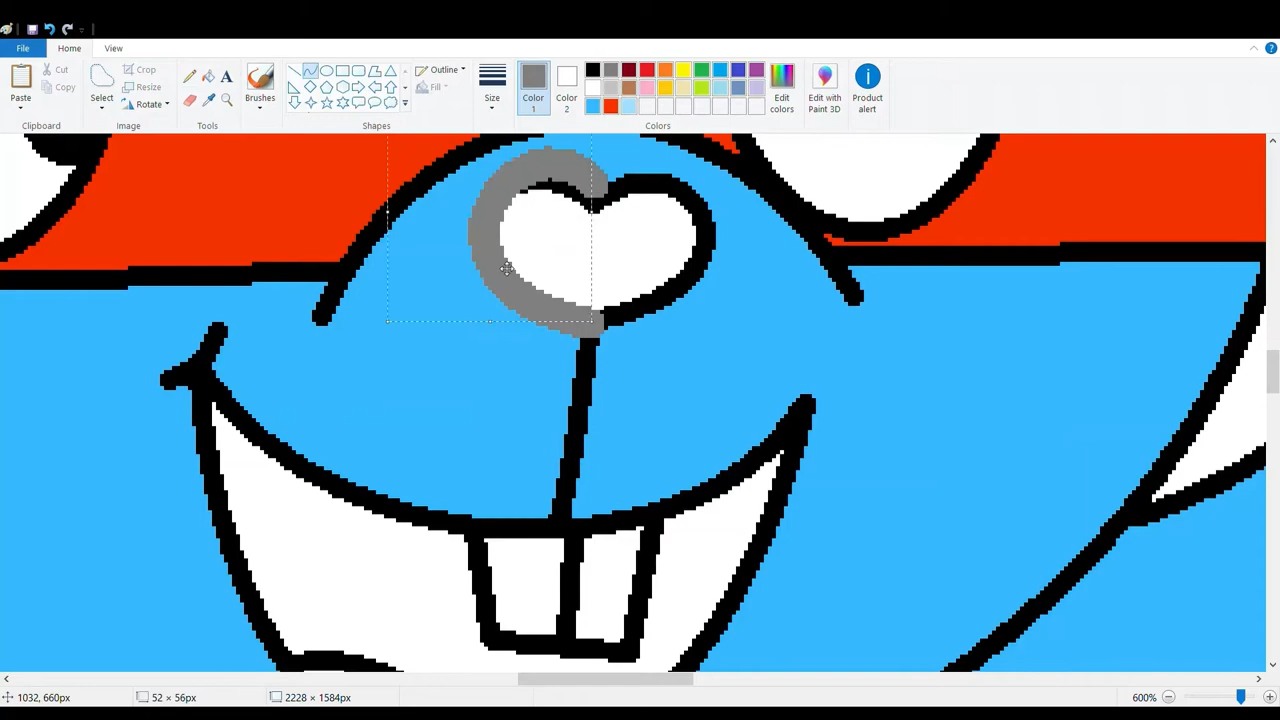 File Home View
Paste
Cut
Copy
Clipboard
Select
Crop
Resize
Rotate
Image
A
Tools
Brushes
Outline
Fill
Shapes
Size
Color 1
Color 2
Edit colors
Colors
Edit with Paint 3D
Product alert
1032, 660px
52 × 56px
2228 × 1584px
600%